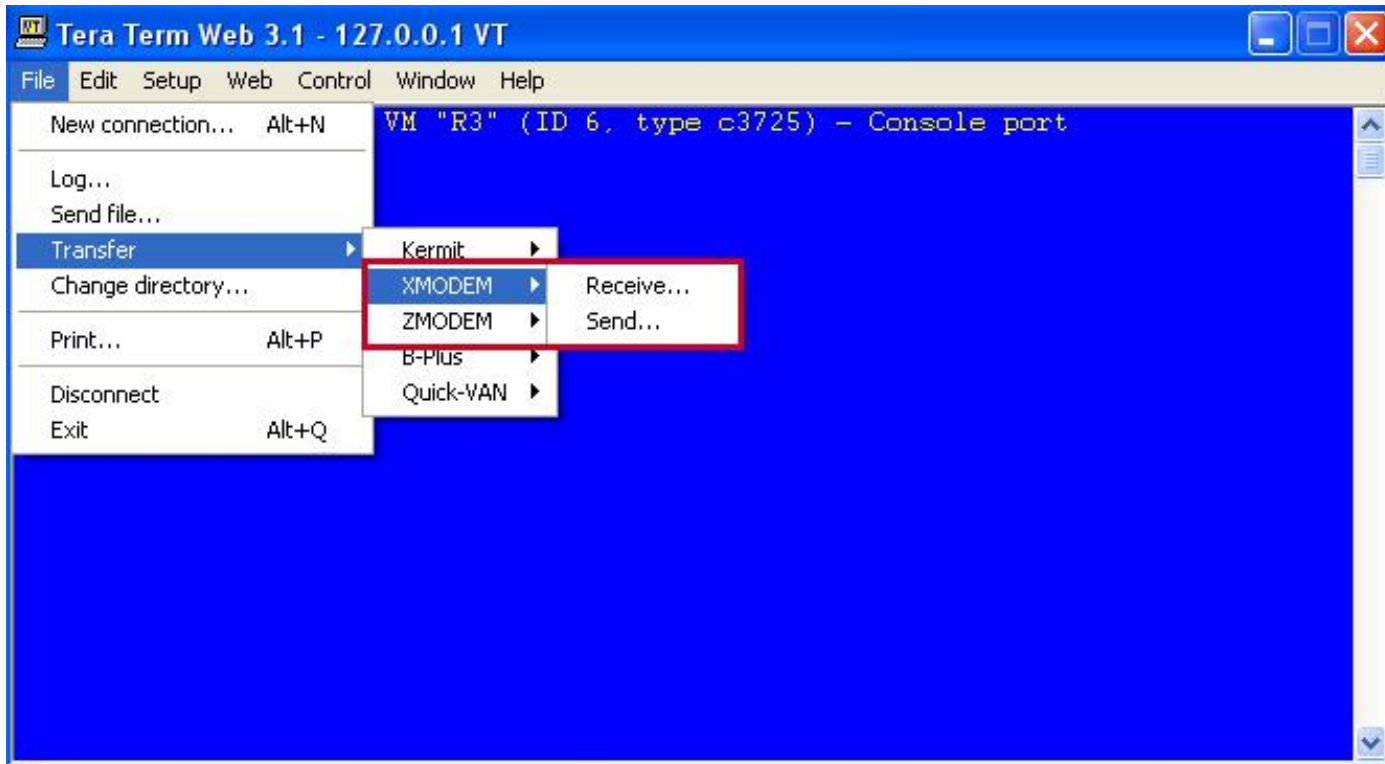 VT
Tera Term Web 3.1 - 127.0.0.1 VT
File Edit Setup Web Control Window Help
VM "R3" (ID 6, type c3725) - Console port
New connection... Alt+N
Log...
Send file...
Transfer
Change directory...
Print... Alt+P
Disconnect
Exit Alt+Q
Kermit
XMODEM
ZMODEM
B-Plus
Quick-VAN
Receive...
Send...